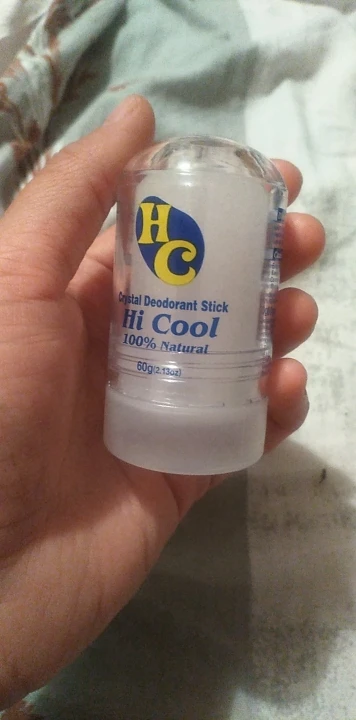 HC
Crystal Deodorant Stick
Hi Cool
100% Natural
60g(2.13oz)